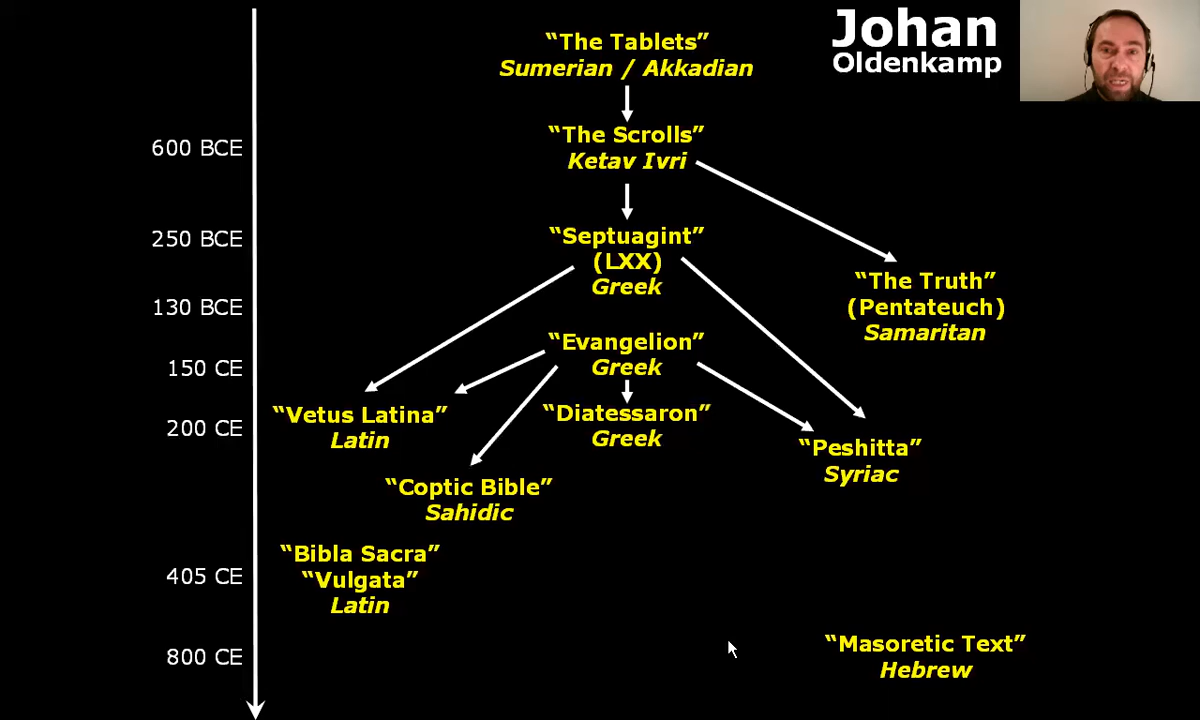 Johan
Oldenkamp
“The Tablets”
Sumerian / Akkadian
600 BCE
“The Scrolls”
Ketav Ivri
250 BCE
“Septuagint”
(LXX)
Greek
130 BCE
“The Truth”
(Pentateuch)
Samaritan
150 CE
“Evangelion”
Greek
200 CE
“Vetus Latina”
Latin
“Diatessaron”
Greek
“Peshitta”
Syriac
“Coptic Bible”
Sahidic
405 CE
“Bibla Sacra”
“Vulgata”
Latin
800 CE
“Masoretic Text”
Hebrew